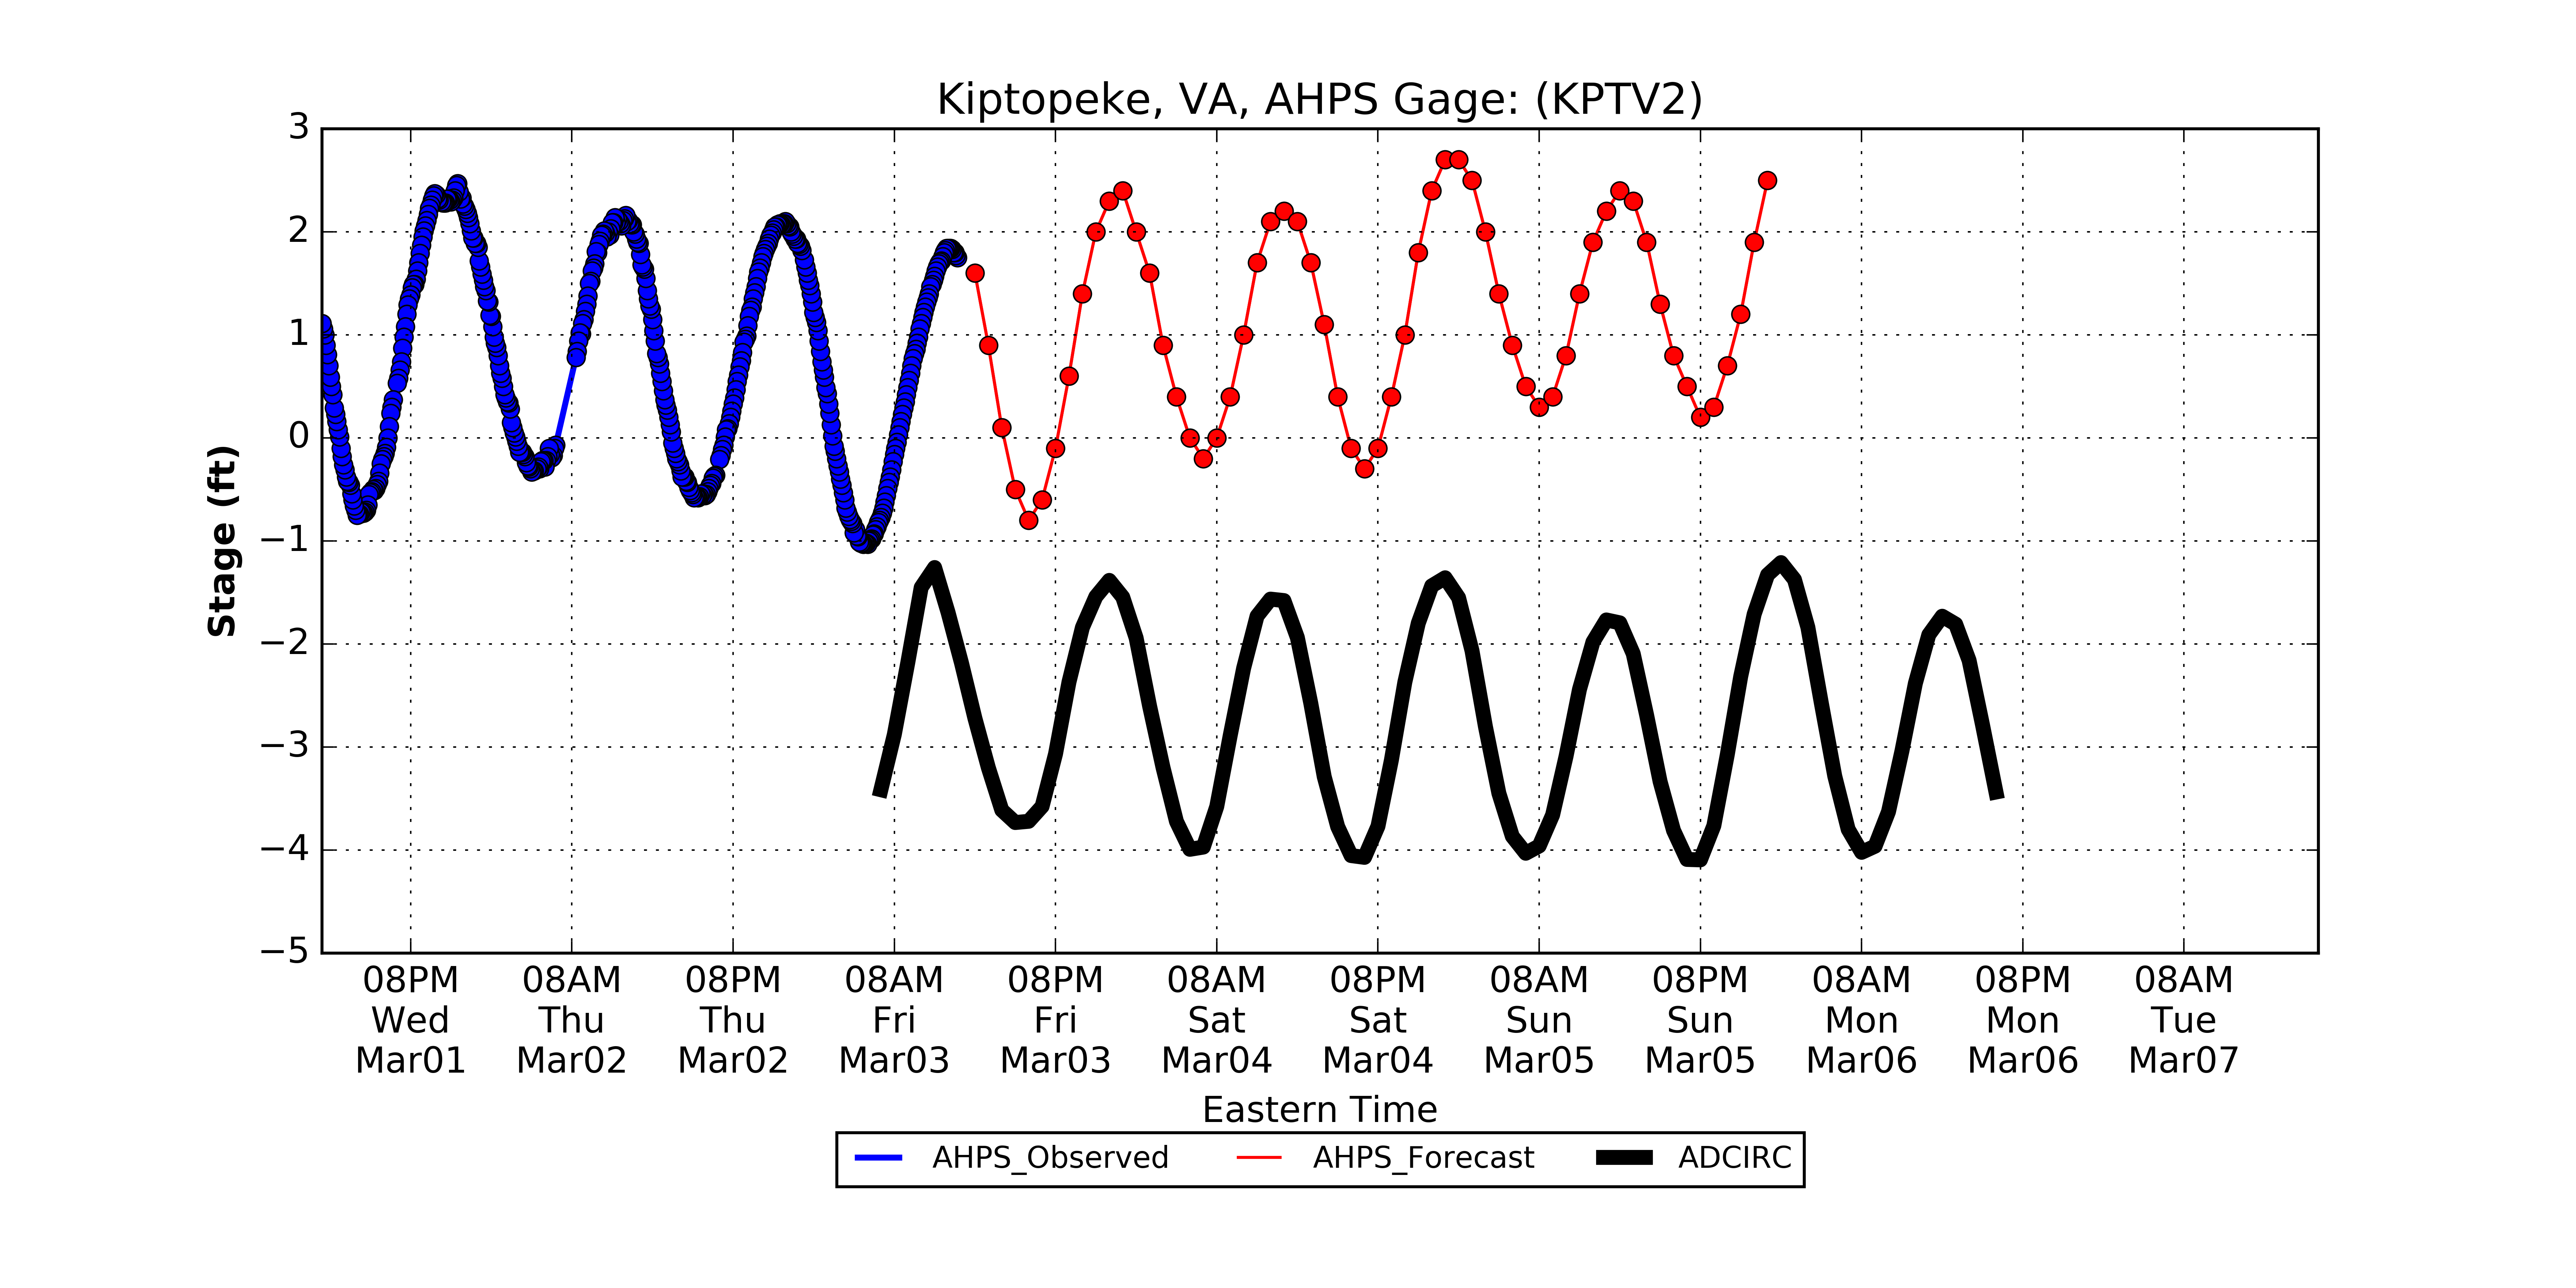 Kiptopeke, VA, AHPS Gage: (KPTV2)
3
2
1
0
−1
−2
−3
−4
−5
Stage (ft)
08PM 08AM 08PM 08AM 08PM 08AM 08PM 08AM 08PM 08AM 08PM 08AM
Wed Thu Thu Fri Fri Sat Sat Sun Sun Mon Mon Tue
Mar01 Mar02 Mar02 Mar03 Mar03 Mar04 Mar04 Mar05 Mar05 Mar06 Mar06 Mar07
Eastern Time
AHPS_Observed AHPS_Forecast ADCIRC